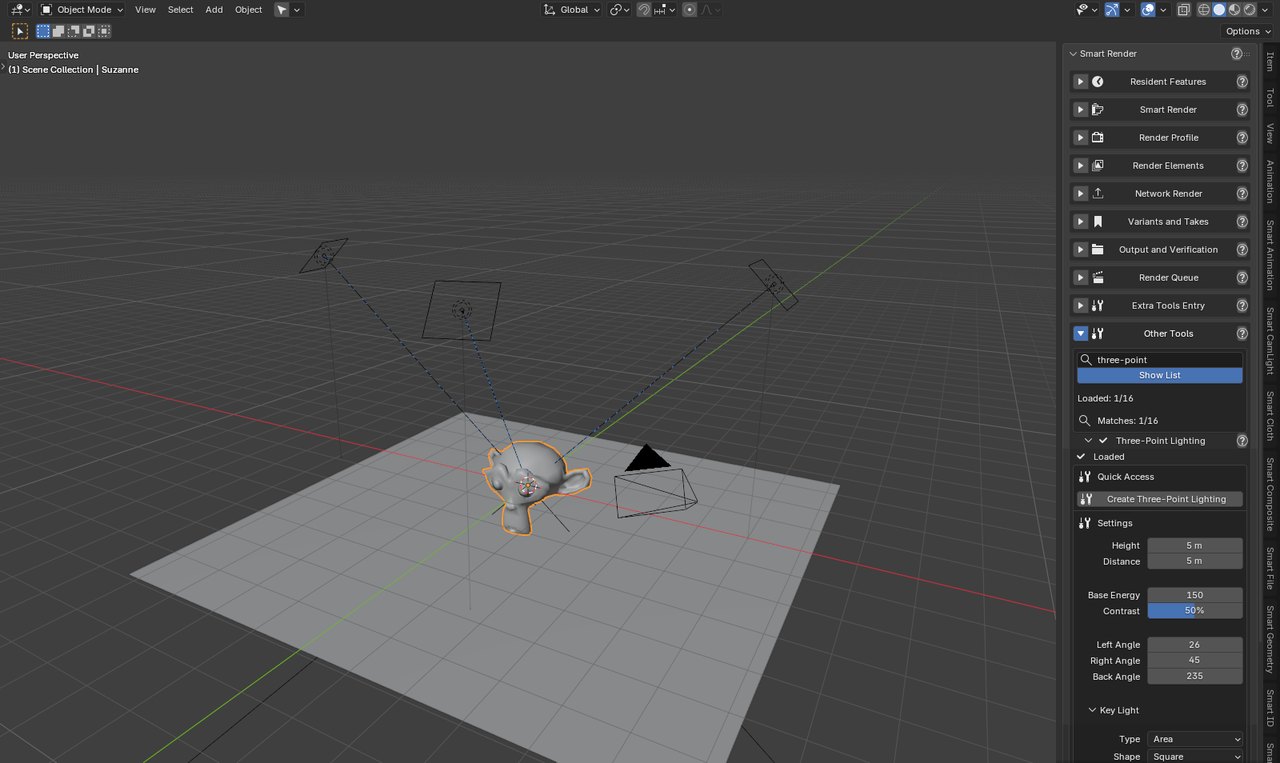 Object Mode View Select Add Object Global
Options
User Perspective
(1) Scene Collection | Suzanne
Smart Render
Resident Features
Smart Render
Render Profile
Render Elements
Network Render
Variants and Takes
Output and Verification
Render Queue
Extra Tools Entry
Other Tools
three-point
Show List
Loaded: 1/16
Matches: 1/16
Three-Point Lighting
Loaded
Quick Access
Create Three-Point Lighting
Settings
Height 5 m
Distance 5 m
Base Energy 150
Contrast 50%
Left Angle 26
Right Angle 45
Back Angle 235
Key Light
Type Area
Shape Square
Item
Tool
View
Animation
Smart Animation
Smart CamLight
Smart Cloth
Smart Composite
Smart File
Smart Geometry
Smart ID